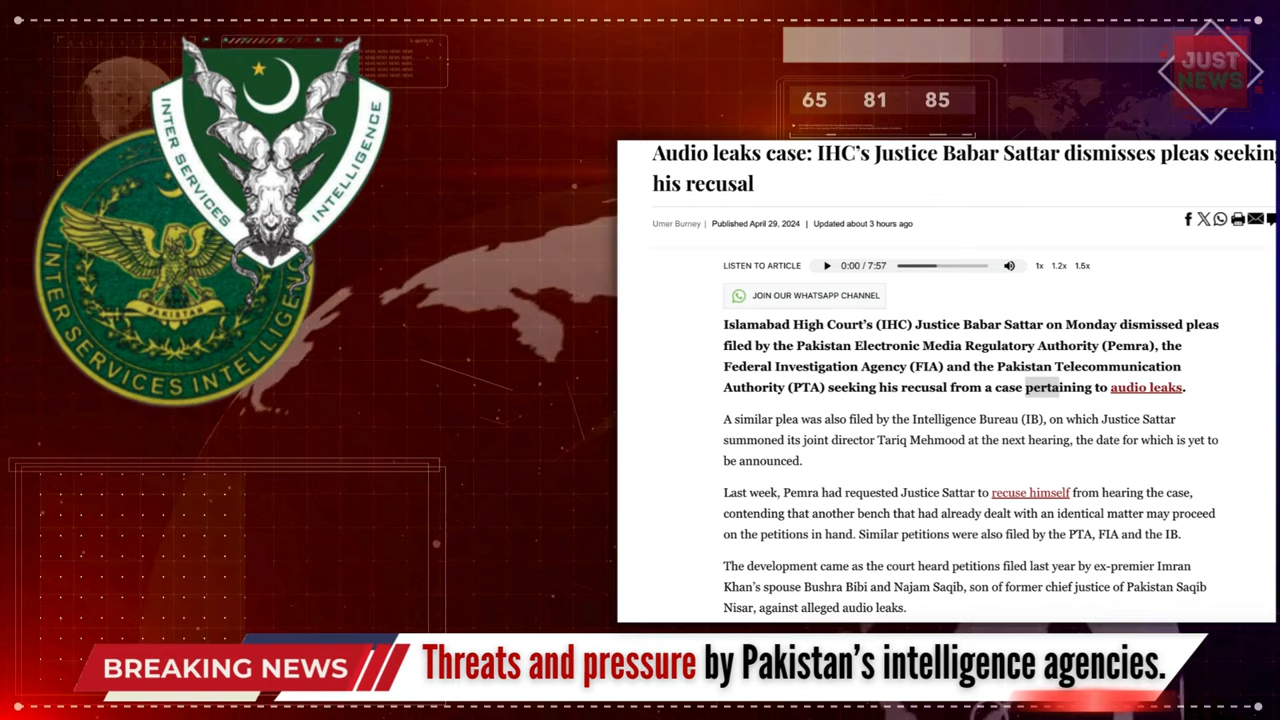 INTER SERVICES INTELLIGENCE
INTER SERVICES INTELLIGENCE
PAKISTAN
65 81 85
JUST
NEWS
Audio leaks case: IHC’s Justice Babar Sattar dismisses pleas seeking
his recusal
Umer Burney | Published April 29, 2024 | Updated about 3 hours ago
LISTEN TO ARTICLE 0:00 / 7:57 1x 1.2x 1.5x
JOIN OUR WHATSAPP CHANNEL
Islamabad High Court’s (IHC) Justice Babar Sattar on Monday dismissed pleas
filed by the Pakistan Electronic Media Regulatory Authority (Pemra), the
Federal Investigation Agency (FIA) and the Pakistan Telecommunication
Authority (PTA) seeking his recusal from a case pertaining to audio leaks.
A similar plea was also filed by the Intelligence Bureau (IB), on which Justice Sattar
summoned its joint director Tariq Mehmood at the next hearing, the date for which is yet to
be announced.
Last week, Pemra had requested Justice Sattar to recuse himself from hearing the case,
contending that another bench that had already dealt with an identical matter may proceed
on the petitions in hand. Similar petitions were also filed by the PTA, FIA and the IB.
The development came as the court heard petitions filed last year by ex-premier Imran
Khan’s spouse Bushra Bibi and Najam Saqib, son of former chief justice of Pakistan Saqib
Nisar, against alleged audio leaks.
BREAKING NEWS Threats and pressure by Pakistan’s intelligence agencies.